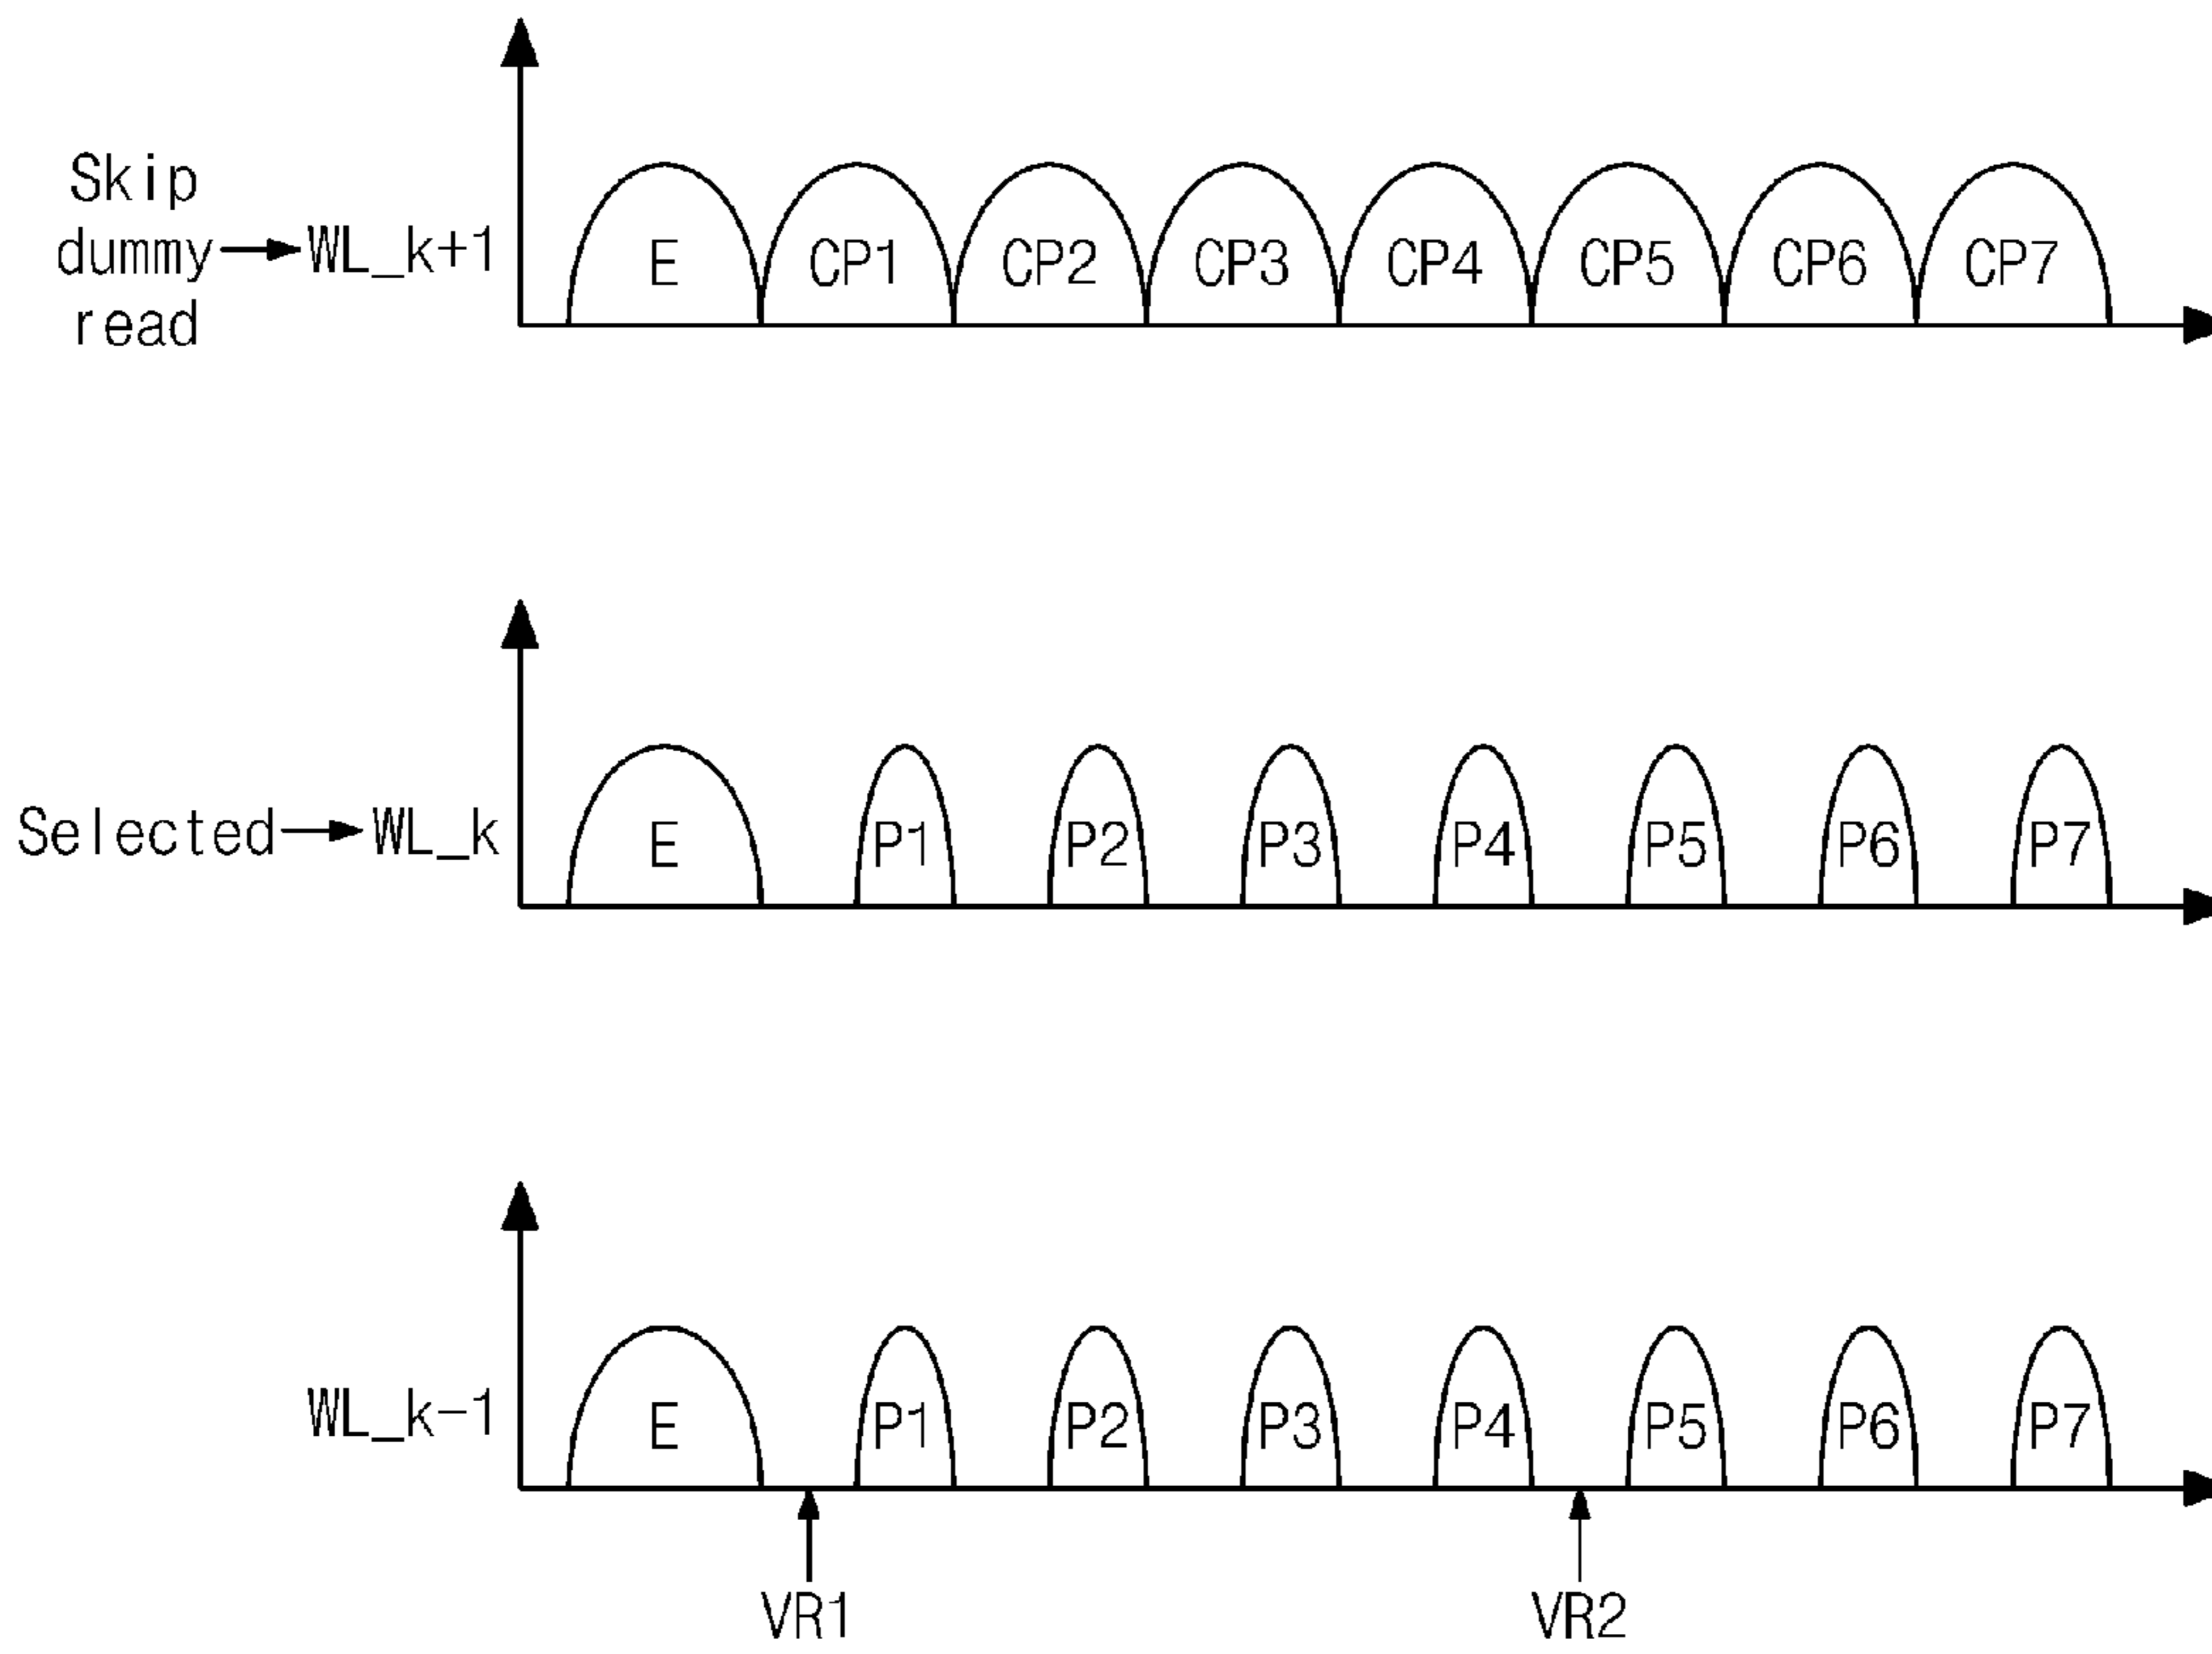 Skip
dummy
read
WL_k+1
E CP1 CP2 CP3 CP4 CP5 CP6 CP7
Selected
WL_k
E P1 P2 P3 P4 P5 P6 P7
WL_k-1
E P1 P2 P3 P4 P5 P6 P7
VR1 VR2